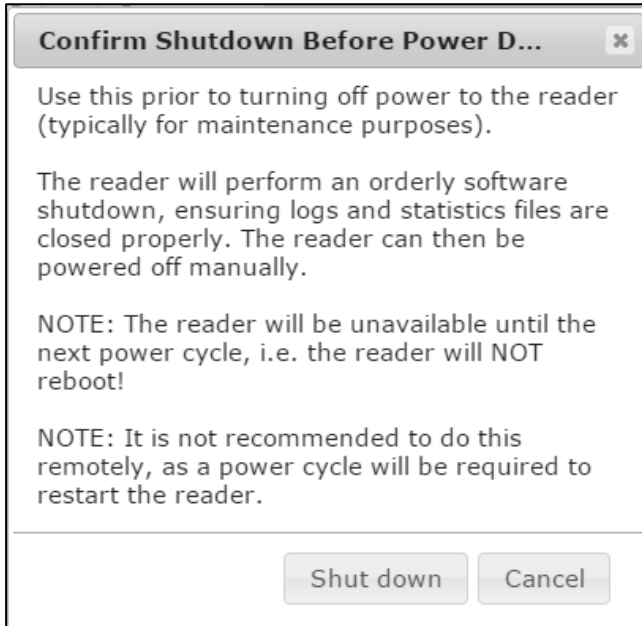 Confirm Shutdown Before Power D...
Use this prior to turning off power to the reader
(typically for maintenance purposes).
The reader will perform an orderly software
shutdown, ensuring logs and statistics files are
closed properly. The reader can then be
powered off manually.
NOTE: The reader will be unavailable until the
next power cycle, i.e. the reader will NOT
reboot!
NOTE: It is not recommended to do this
remotely, as a power cycle will be required to
restart the reader.
Shut down
Cancel